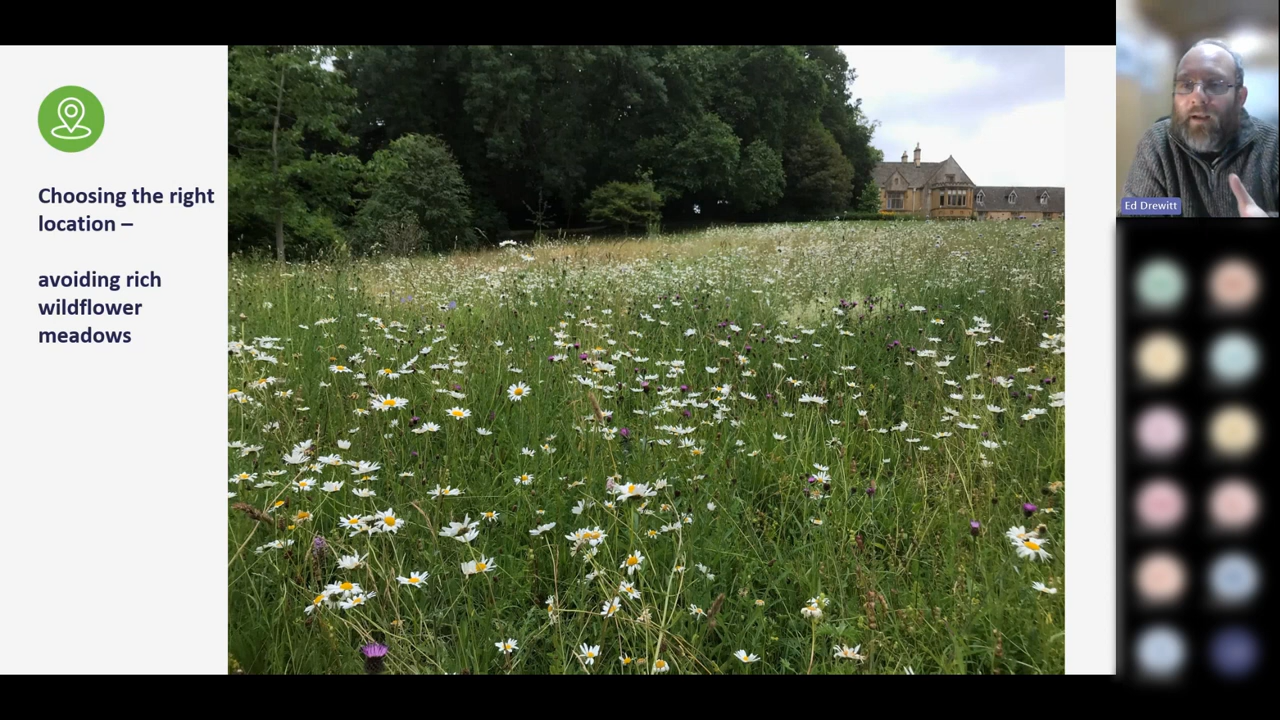 Choosing the right
location –
avoiding rich
wildflower
meadows
Ed Drewitt